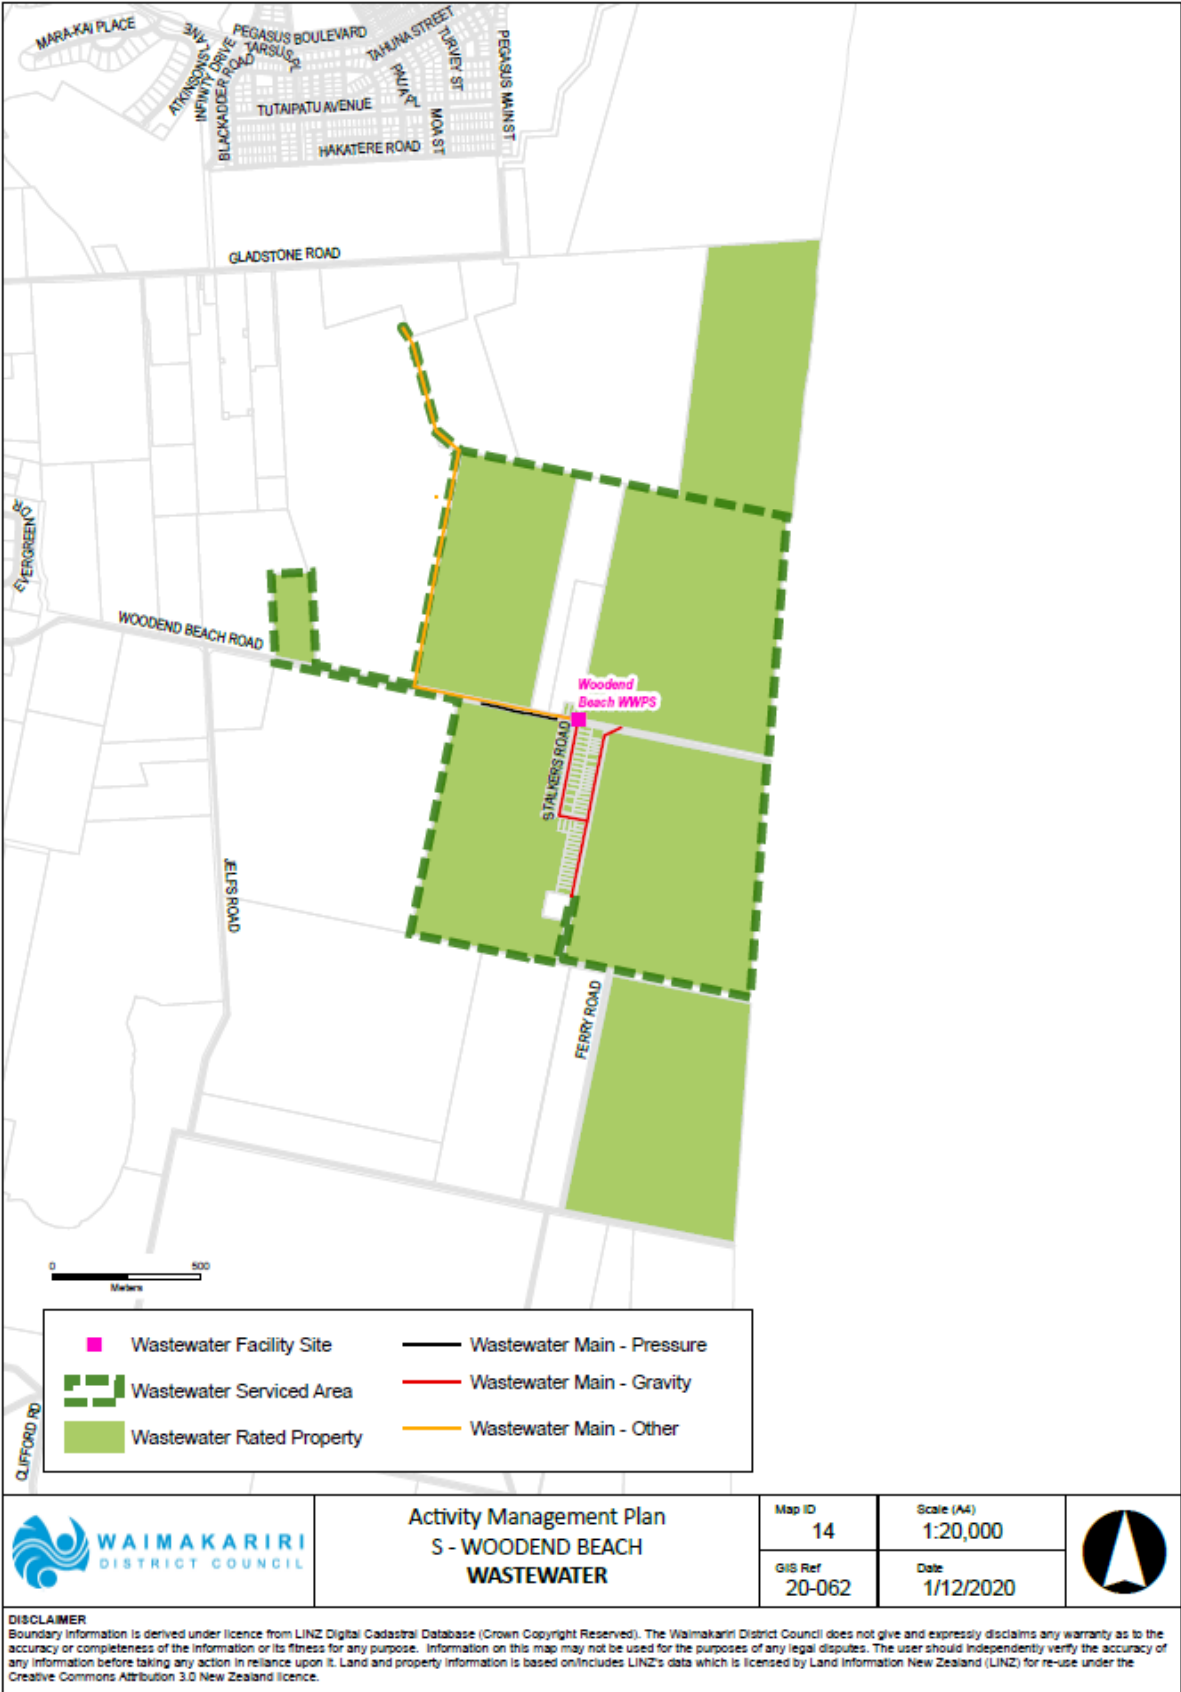 MARA-KAI PLACE
ATKINSONS LANE
INFINITY DRIVE
BLACKADDER ROAD
PEGASUS BOULEVARD
TARSUS PL
TAHUNA STREET
TURVEY ST
PEGASUS MAIN ST
PAUA PL
TUTAIPATU AVENUE
MOA ST
HAKATERE ROAD
GLADSTONE ROAD
EVERGREEN DR
WOODEND BEACH ROAD
Woodend
Beach WWPS
STALKERS ROAD
JELFS ROAD
FERRY ROAD
0 500
Meters
Wastewater Facility Site
Wastewater Serviced Area
Wastewater Rated Property
Wastewater Main - Pressure
Wastewater Main - Gravity
Wastewater Main - Other
CLIFFORD RD
WAIMAKARIRI
DISTRICT COUNCIL
Activity Management Plan
S - WOODEND BEACH
WASTEWATER
Map ID
14
Scale (A4)
1:20,000
GIS Ref
20-062
Date
1/12/2020
DISCLAIMER
Boundary Information is derived under licence from LINZ Digital Cadastral Database (Crown Copyright Reserved). The Waimakariri District Council does not give and expressly disclaims any warranty as to the
accuracy or completeness of the information or its fitness for any purpose. Information on this map may not be used for the purposes of any legal disputes. The user should independently verify the accuracy of
any information before taking any action in reliance upon it. Land and property information is based on/includes LINZ's data which is licensed by Land Information New Zealand (LINZ) for re-use under the
Creative Commons Attribution 3.0 New Zealand licence.